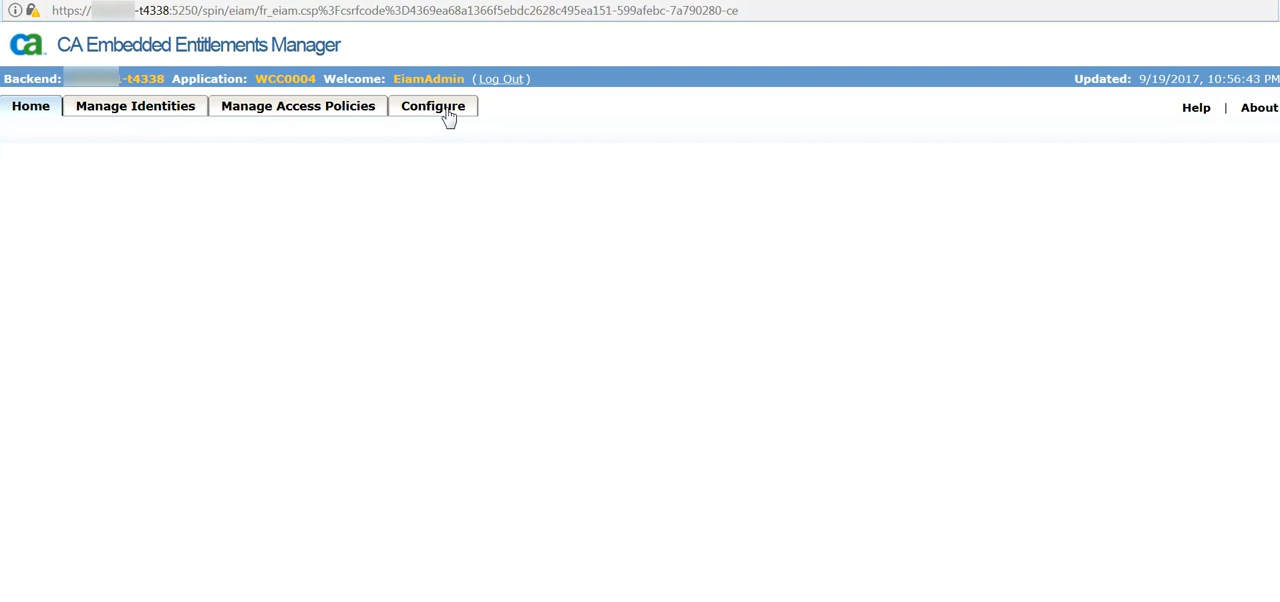 https:// -t4338:5250/spin/eiam/fr_eiam.csp%3Fcsrfcode%3D4369ea68a1366f5ebdc2628c495ea151-599afebc-7a790280-ce
ca CA Embedded Entitlements Manager
Backend: -t4338 Application: WCC0004 Welcome: EiamAdmin (Log Out) Updated: 9/19/2017, 10:56:43 PM
Home Manage Identities Manage Access Policies Configure Help | About